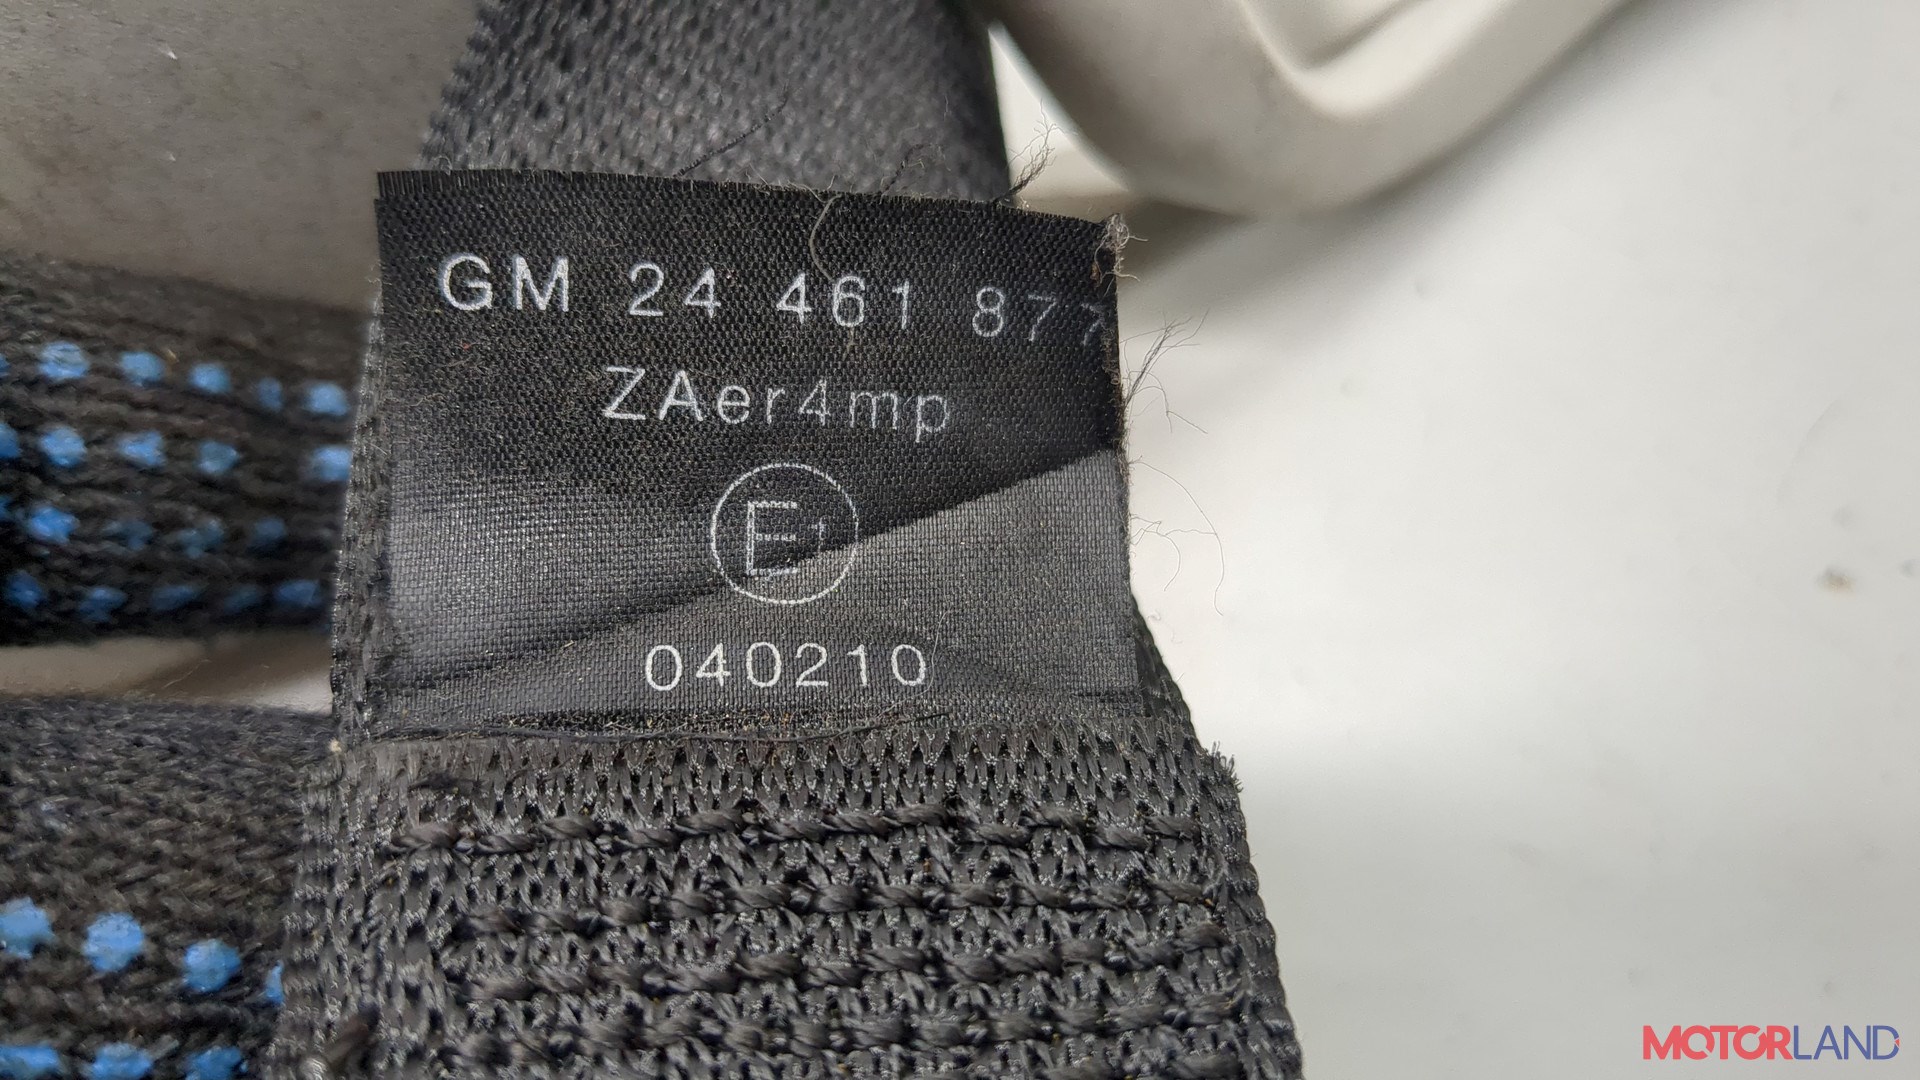 GM 24 461 877
ZAer4mp
E1
040210
MOTORLAND